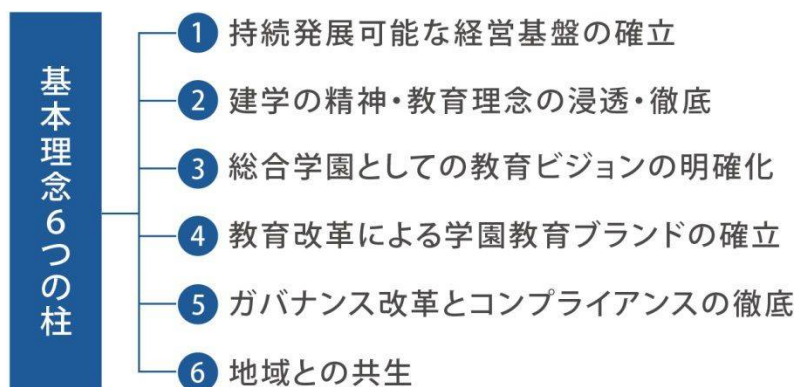 基本理念6つの柱
1 持続発展可能な経営基盤の確立
2 建学の精神・教育理念の浸透・徹底
3 総合学園としての教育ビジョンの明確化
4 教育改革による学園教育ブランドの確立
5 ガバナンス改革とコンプライアンスの徹底
6 地域との共生